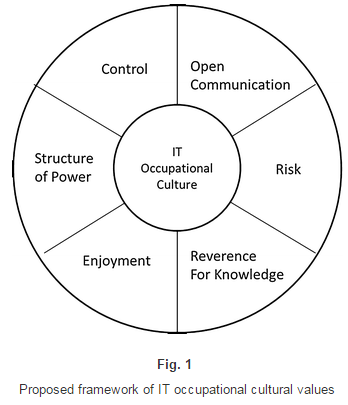 Control
Open
Communication
Structure
of Power
IT
Occupational
Culture
Risk
Enjoyment
Reverence
For Knowledge
Fig. 1
Proposed framework of IT occupational cultural values